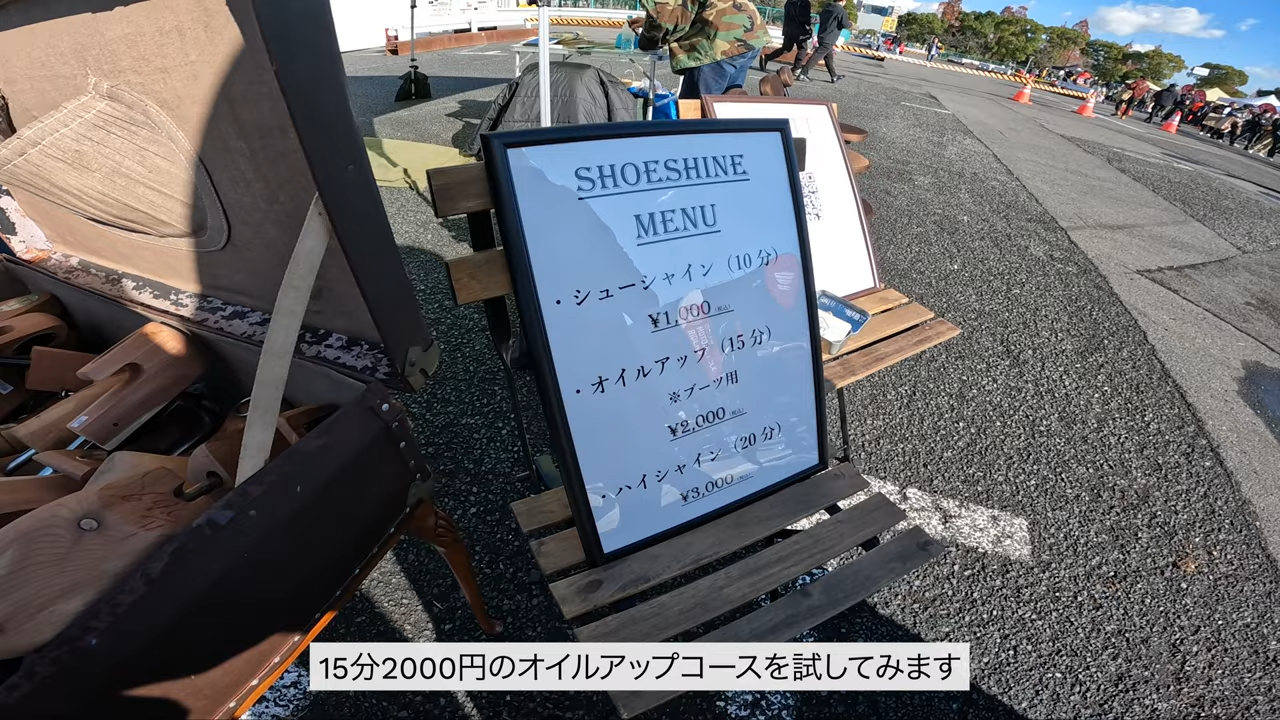 SHOESHINE
MENU
・シューシャイン（10分）
¥1,000（税込）
・オイルアップ（15分）
※ブーツ用
¥2,000（税込）
・ハイシャイン（20分）
¥3,000（税込）
15分2000円のオイルアップコースを試してみます